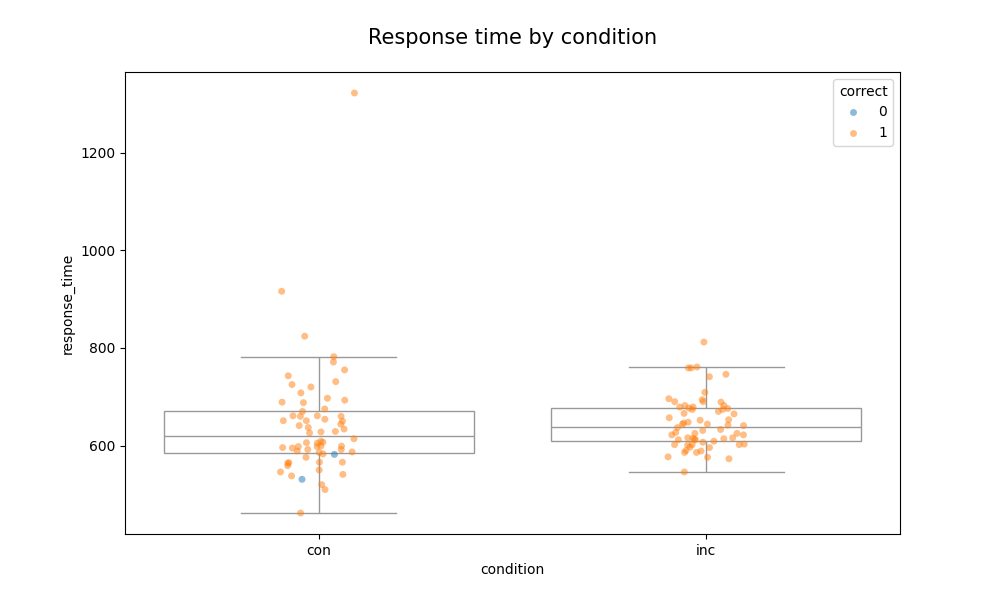 Response time by condition
correct
0
1
1200
1000
800
600
response_time
con
inc
condition